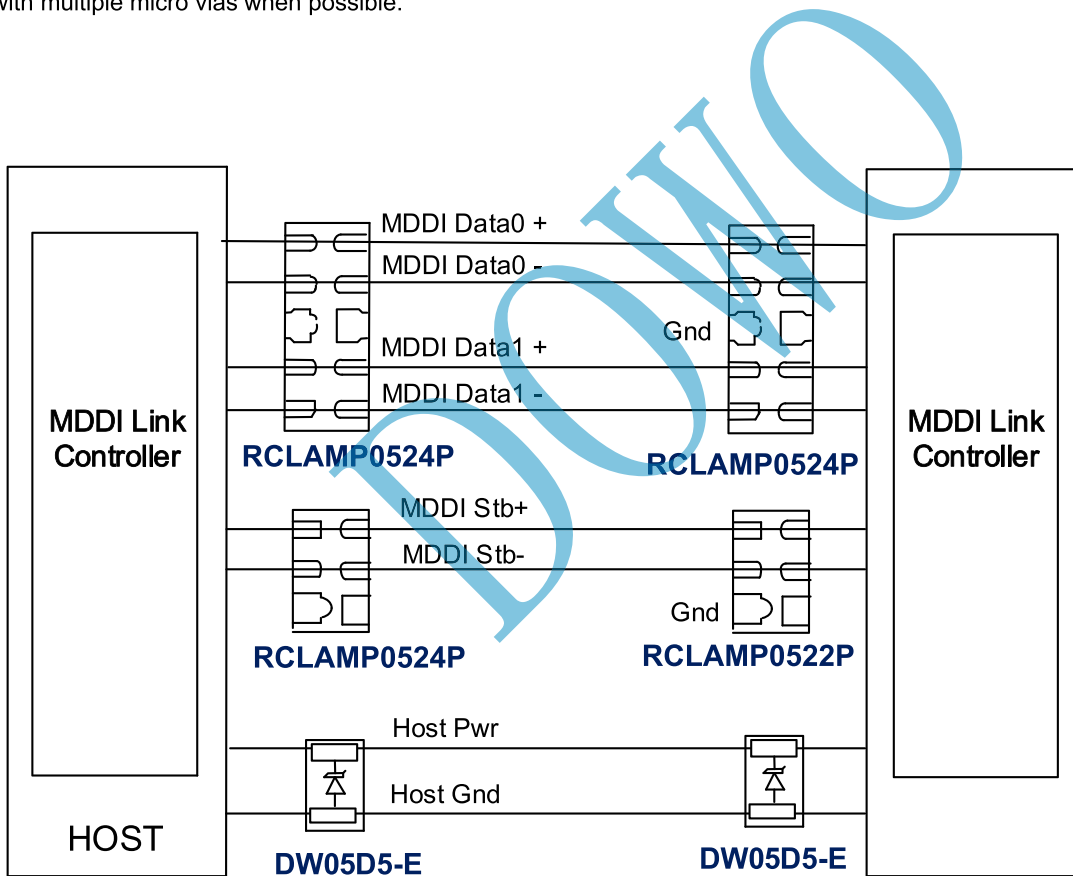 with multiple micro vias when possible.
MDDI Data0 +
MDDI Data0 -
Gnd
MDDI Data1 +
MDDI Data1 -
MDDI Link
Controller
MDDI Link
Controller
RCLAMP0524P
RCLAMP0524P
MDDI Stb+
MDDI Stb-
Gnd
RCLAMP0524P
RCLAMP0522P
Host Pwr
Host Gnd
HOST
DW05D5-E
DW05D5-E
DOWO